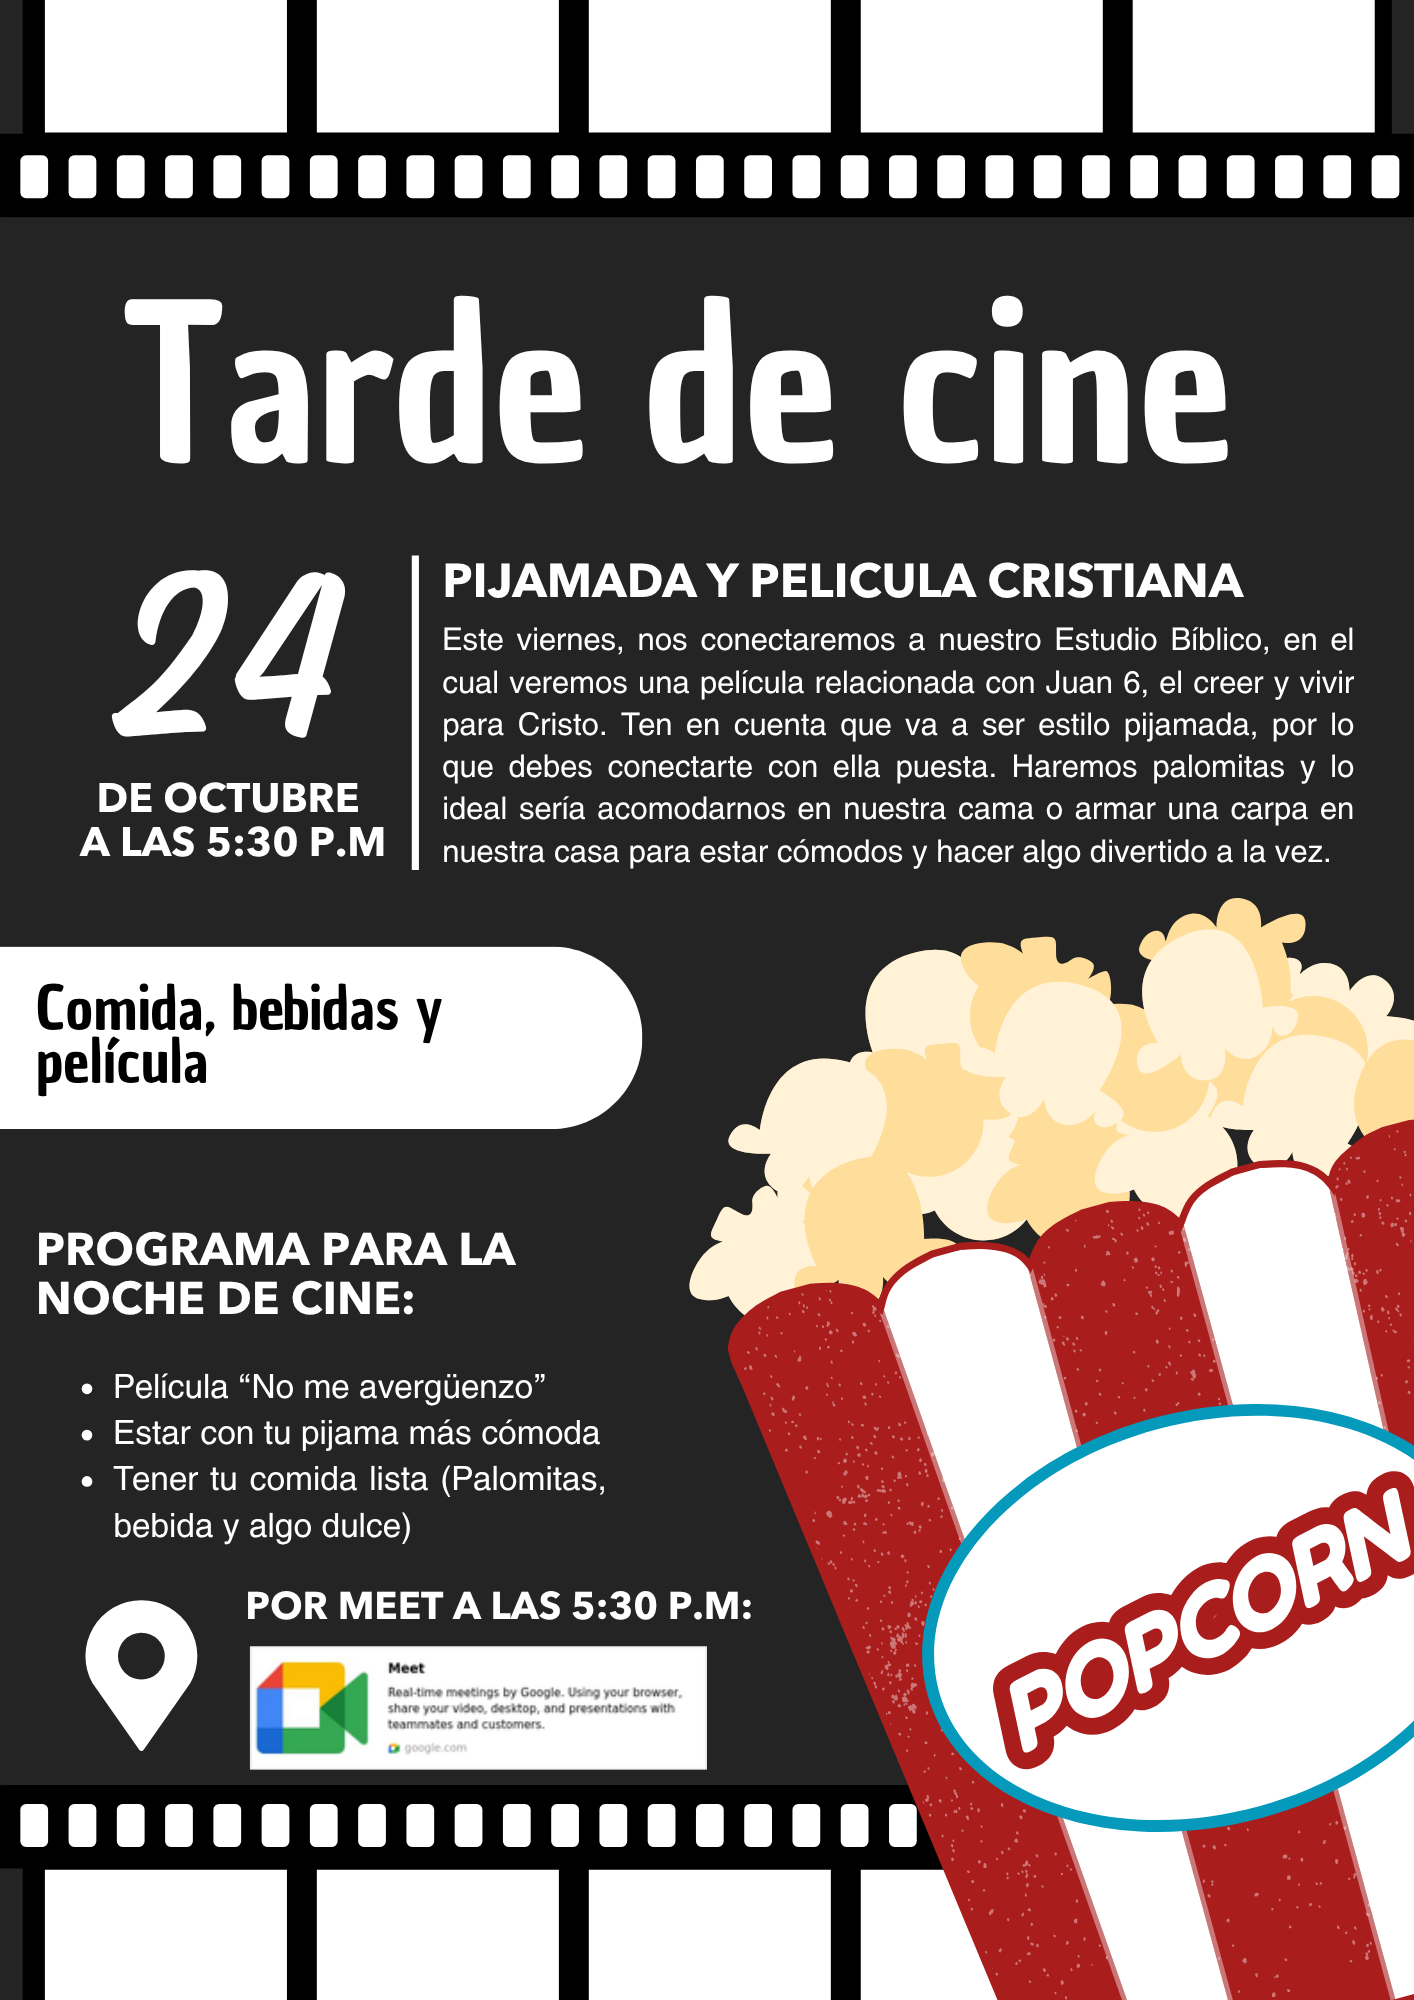 Tarde de cine
24
DE OCTUBRE
A LAS 5:30 P.M
PIJAMADA Y PELICULA CRISTIANA
Este viernes, nos conectaremos a nuestro Estudio Bíblico, en el
cual veremos una película relacionada con Juan 6, el creer y vivir
para Cristo. Ten en cuenta que va a ser estilo pijamada, por lo
que debes conectarte con ella puesta. Haremos palomitas y lo
ideal sería acomodarnos en nuestra cama o armar una carpa en
nuestra casa para estar cómodos y hacer algo divertido a la vez.
Comida, bebidas y
película
PROGRAMA PARA LA
NOCHE DE CINE:
• Película “No me avergüenzo”
• Estar con tu pijama más cómoda
• Tener tu comida lista (Palomitas,
bebida y algo dulce)
POR MEET A LAS 5:30 P.M:
Meet
Real-time meetings by Google. Using your browser,
share your video, desktop, and presentations with
teammates and customers.
google.com
POPCORN